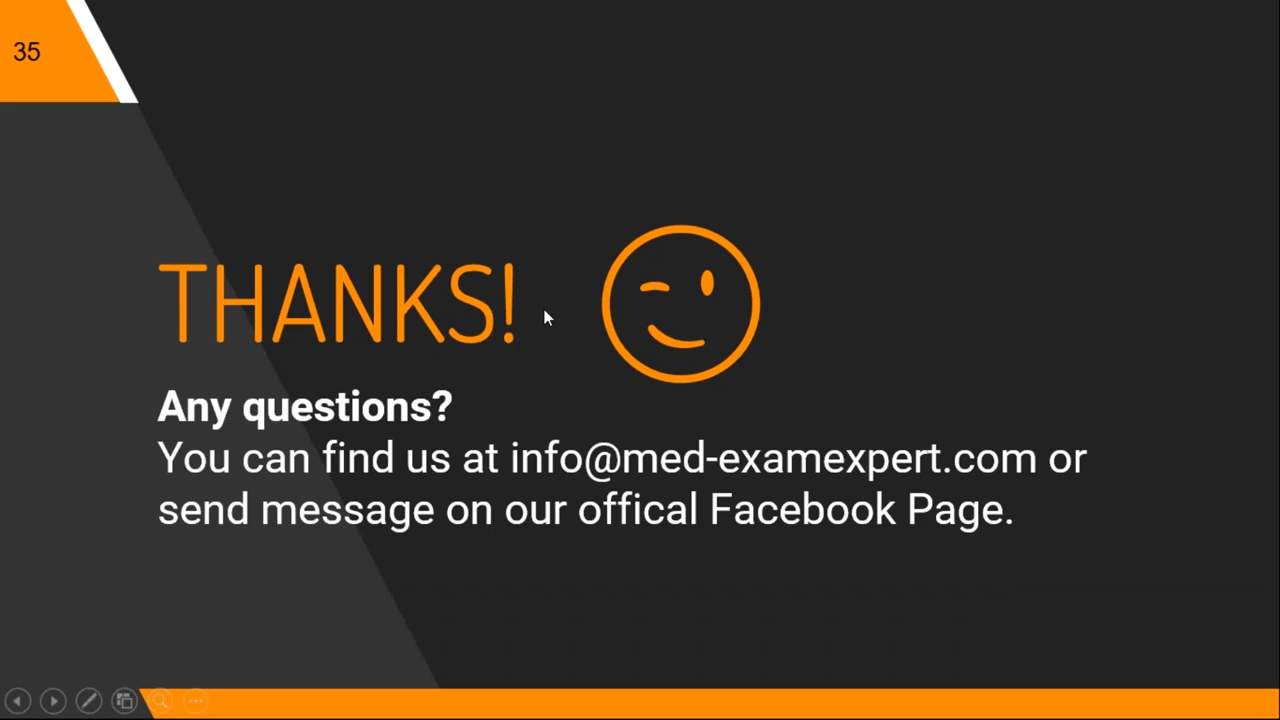 35
THANKS!
Any questions?
You can find us at info@med-examexpert.com or
send message on our offical Facebook Page.